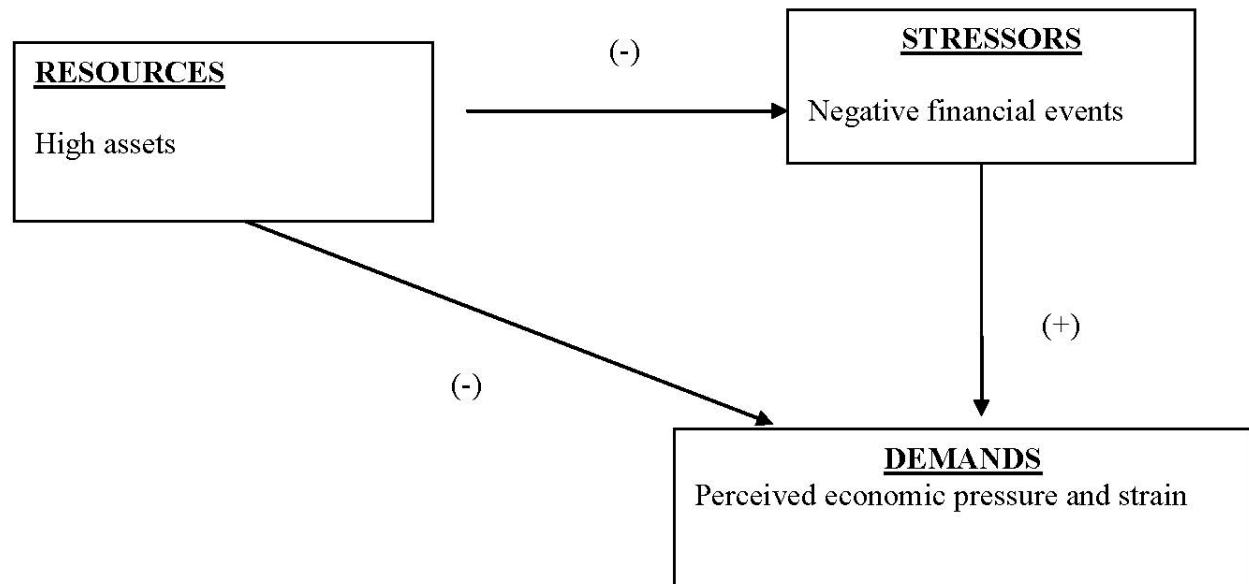 RESOURCES
High assets
(-)
STRESSORS
Negative financial events
(+)
(-)
DEMANDS
Perceived economic pressure and strain